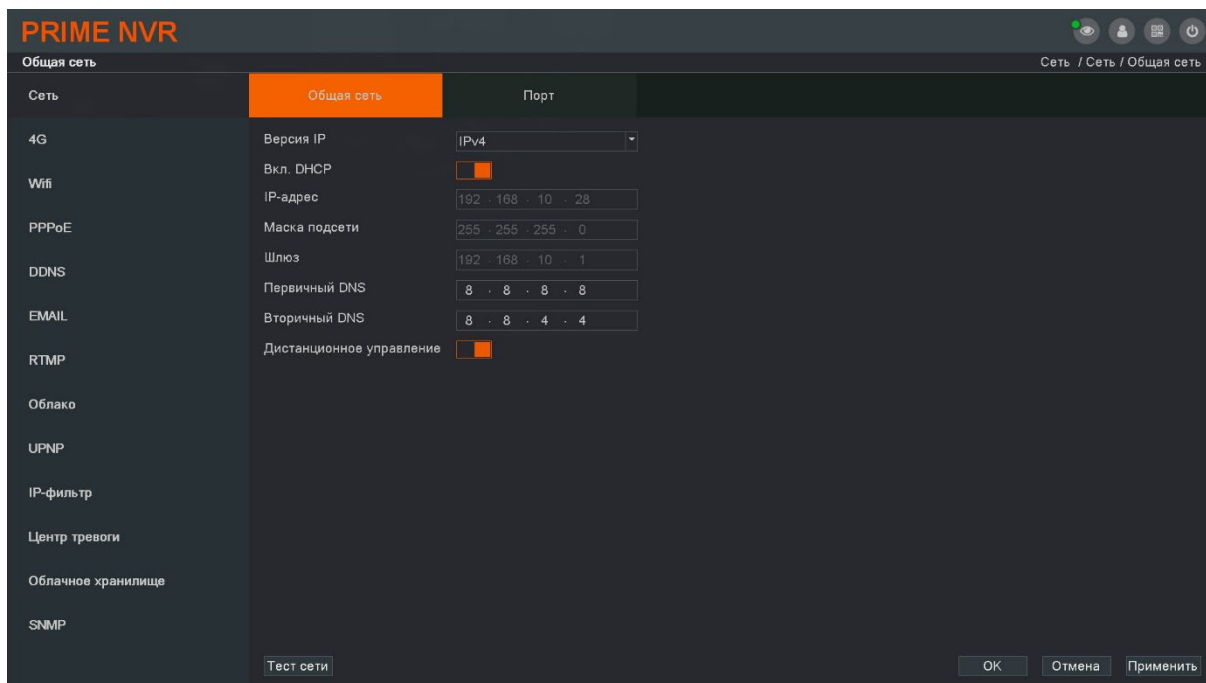 PRIME NVR
Общая сеть
Сеть / Сеть / Общая сеть
Сеть
Общая сеть
Порт
4G
Wifi
PPPoE
DDNS
EMAIL
RTMP
Облако
UPNP
IP-фильтр
Центр тревоги
Облачное хранилище
SNMP
Версия IP IPv4
Вкл. DHCP
IP-адрес 192 . 168 . 10 . 28
Маска подсети 255 . 255 . 255 . 0
Шлюз 192 . 168 . 10 . 1
Первичный DNS 8 . 8 . 8 . 8
Вторичный DNS 8 . 8 . 4 . 4
Дистанционное управление
Тест сети
OK
Отмена
Применить